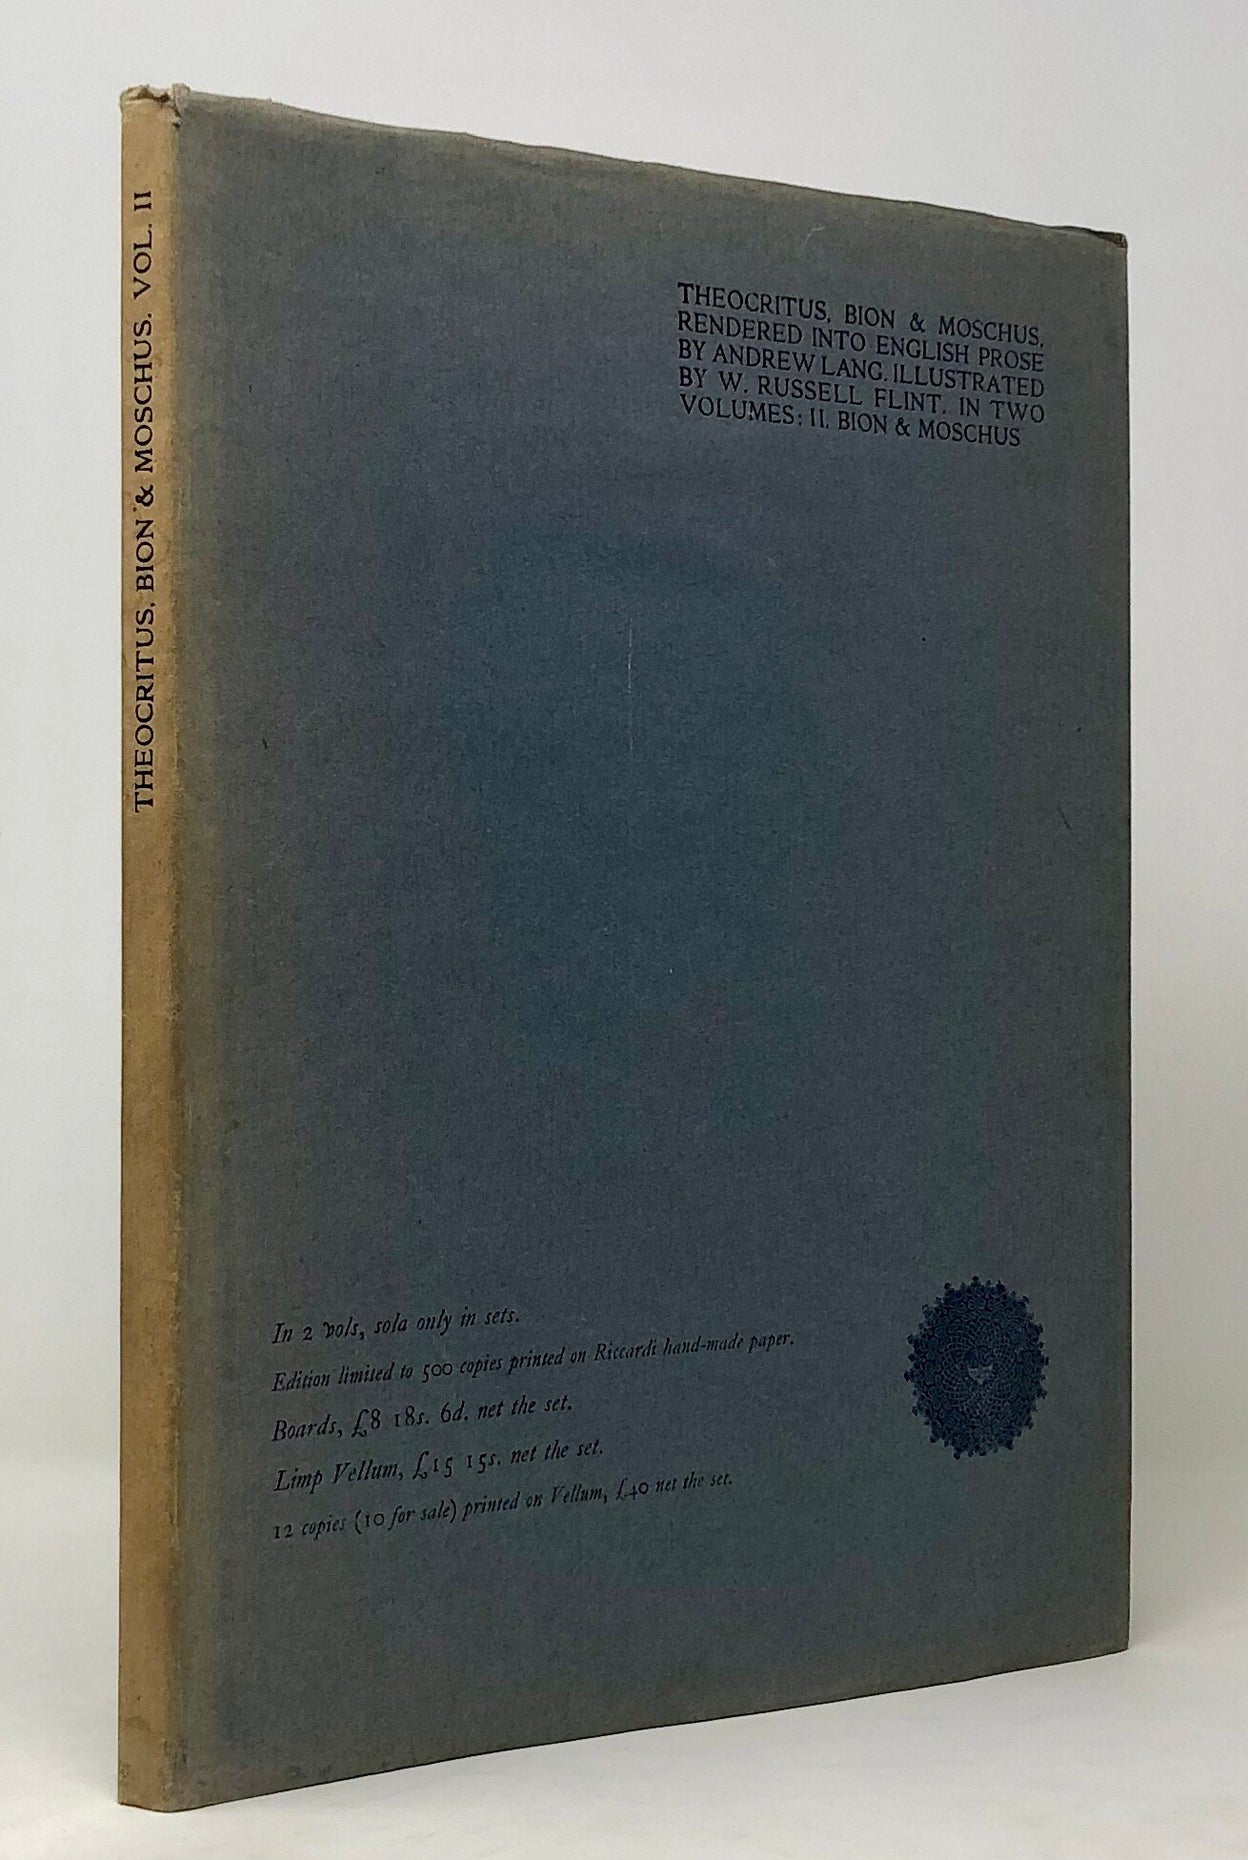 THEOCRITUS, BION & MOSCHUS. VOL. II
THEOCRITUS, BION & MOSCHUS,
RENDERED INTO ENGLISH PROSE
BY ANDREW LANG. ILLUSTRATED
BY W. RUSSELL FLINT. IN TWO
VOLUMES: II. BION & MOSCHUS
In 2 vols, sola only in sets.
Edition limited to 500 copies printed on Riccardi hand-made paper.
Boards, £8 18s. 6d. net the set.
Limp Vellum, £15 15s. net the set.
12 copies (10 for sale) printed on Vellum, £40 net the set.